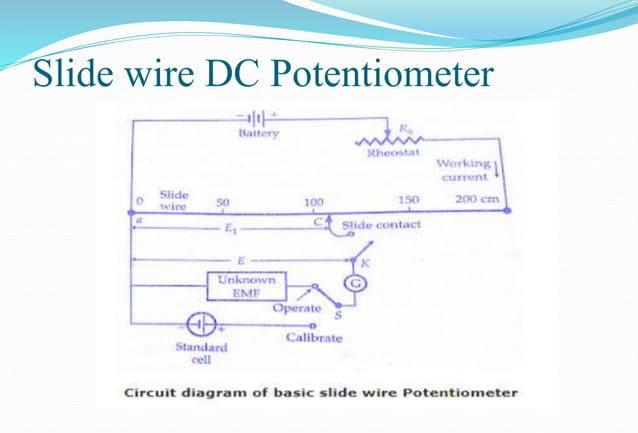 Slide wire DC Potentiometer
Battery
Rheostat
Working
current
Slide
wire
0
50
100
150
200 cm
a
E₁
C
Slide contact
E
K
Unknown
EMF
G
Operate
S
Calibrate
Standard
cell
Circuit diagram of basic slide wire Potentiometer